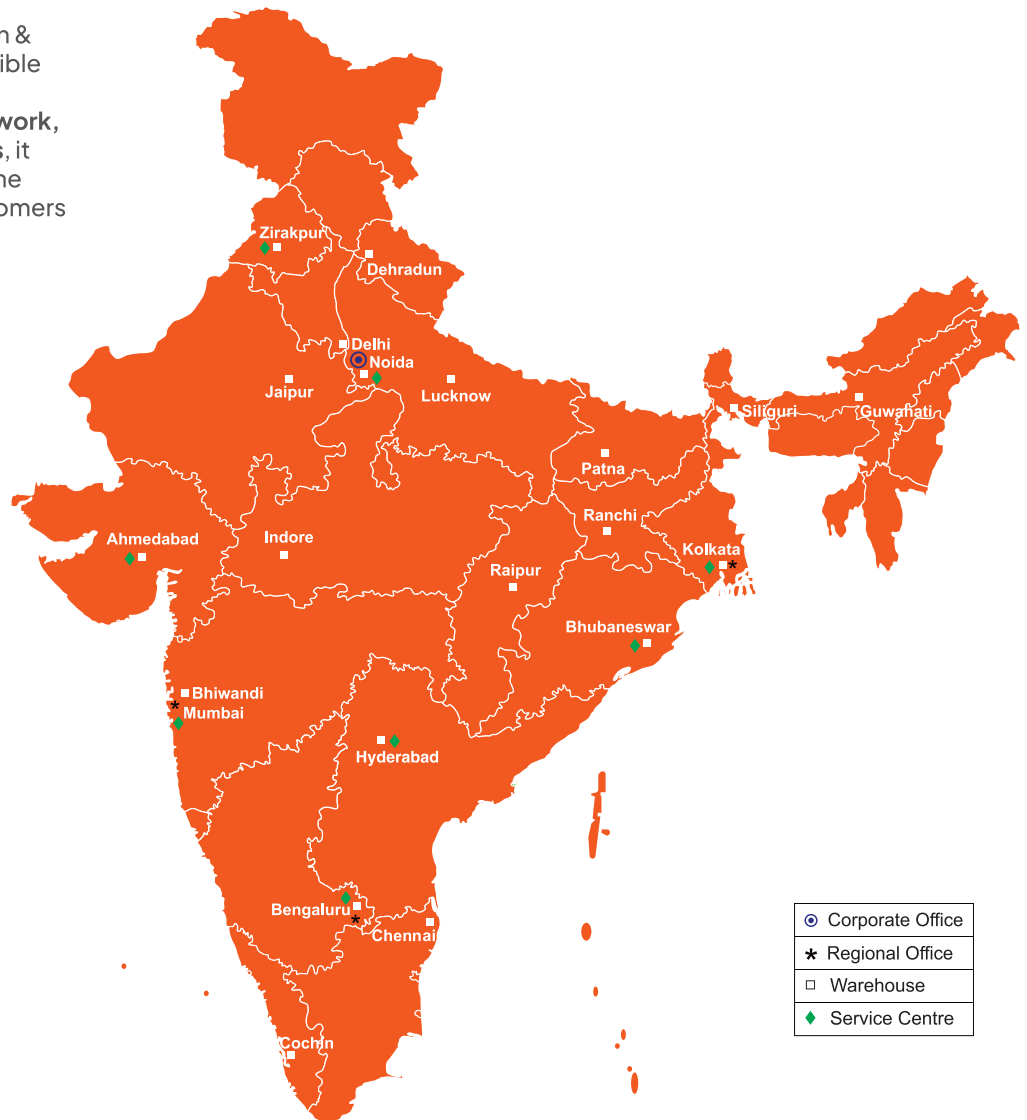 n &
ible
work,
s, it
ne
omers
Zirakpur
Dehradun
Delhi
Noida
Jaipur
Lucknow
Siliguri
Guwahati
Patna
Ranchi
Ahmedabad
Indore
Kolkata
Raipur
Bhubaneswar
Bhiwandi
Mumbai
Hyderabad
Bengaluru
Chennai
Cochin
Corporate Office
* Regional Office
Warehouse
Service Centre